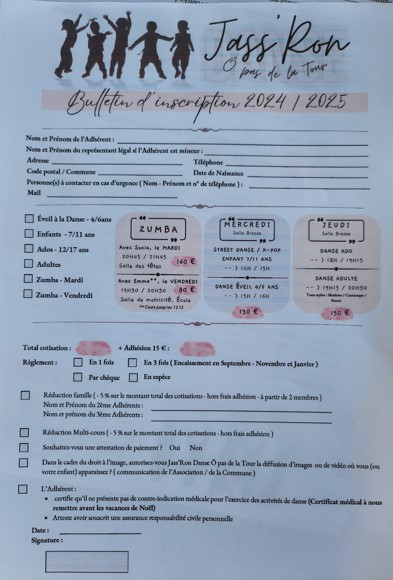 Jass'Ron
Ô pas de la Tour
Bulletin d'inscription 2024 / 2025
Nom et Prénom de l'Adhérent :
Nom et Prénom du représentant légal si l'Adhérent est mineur :
Adresse : Téléphone :
Code postal / Commune : Date de Naissance
Personne(s) à contacter en cas d'urgence ( Nom - Prénom et n° de téléphone ) :
Mail
Éveil à la Danse - 4/6ans
Enfants - 7/11 ans
Ados - 12/17 ans
Adultes
Zumba - Mardi
Zumba - Vendredi
ZUMBA
Avec Sonia, le MARDI
20H45 / 21H45
Salle des fêtes 160 €
Avec Emma**, le VENDREDI
19H30 / 20H30 80 €
Salle de motricité, École
** Cours jusqu'au 13.12
MERCREDI
Salle Bresse
STREET DANSE / K-POP
ENFANT 7/11 ANS
-- ) 14H / 15H
DANSE ÉVEIL 4/6 ANS
-- ) 15H / 16H
130 €
JEUDI
Salle Bresse
DANSE ADO
-- ) 18H / 19H15
DANSE ADULTE
-- ) 19H15 / 20H30
150 €
Total cotisation : + Adhésion 15 € :
Réglement : En 1 fois En 3 fois ( Encaissement en Septembre - Novembre et Janvier )
Par chèque En espèce
Réduction famille ( - 5 % sur le montant total des cotisations - hors frais adhésion - à partir de 2 membres )
Nom et Prénom du 2ème Adhérents :
Nom et Prénom du 3ème Adhérents :
Réduction Multi-cours ( - 5 % sur le montant total des cotisations - hors frais adhésion )
Souhaitez-vous une attestation de paiement ? Oui Non
Dans le cadre du droit à l'image, autorisez-vous Jass'Ron Danse Ô pas de la Tour la diffusion d'images ou de vidéo où vous (ou
votre enfant) apparaissez ? ( communication de l'Association / de la Commune )
L'Adhérent :
• certifie qu'il ne présente pas de contre-indication médicale pour l'exercice des activités de danse (Certificat médical à nous
remettre avant les vacances de Noël)
• Atteste avoir souscrit une assurance responsabilité civile personnelle
Date :
Signature :